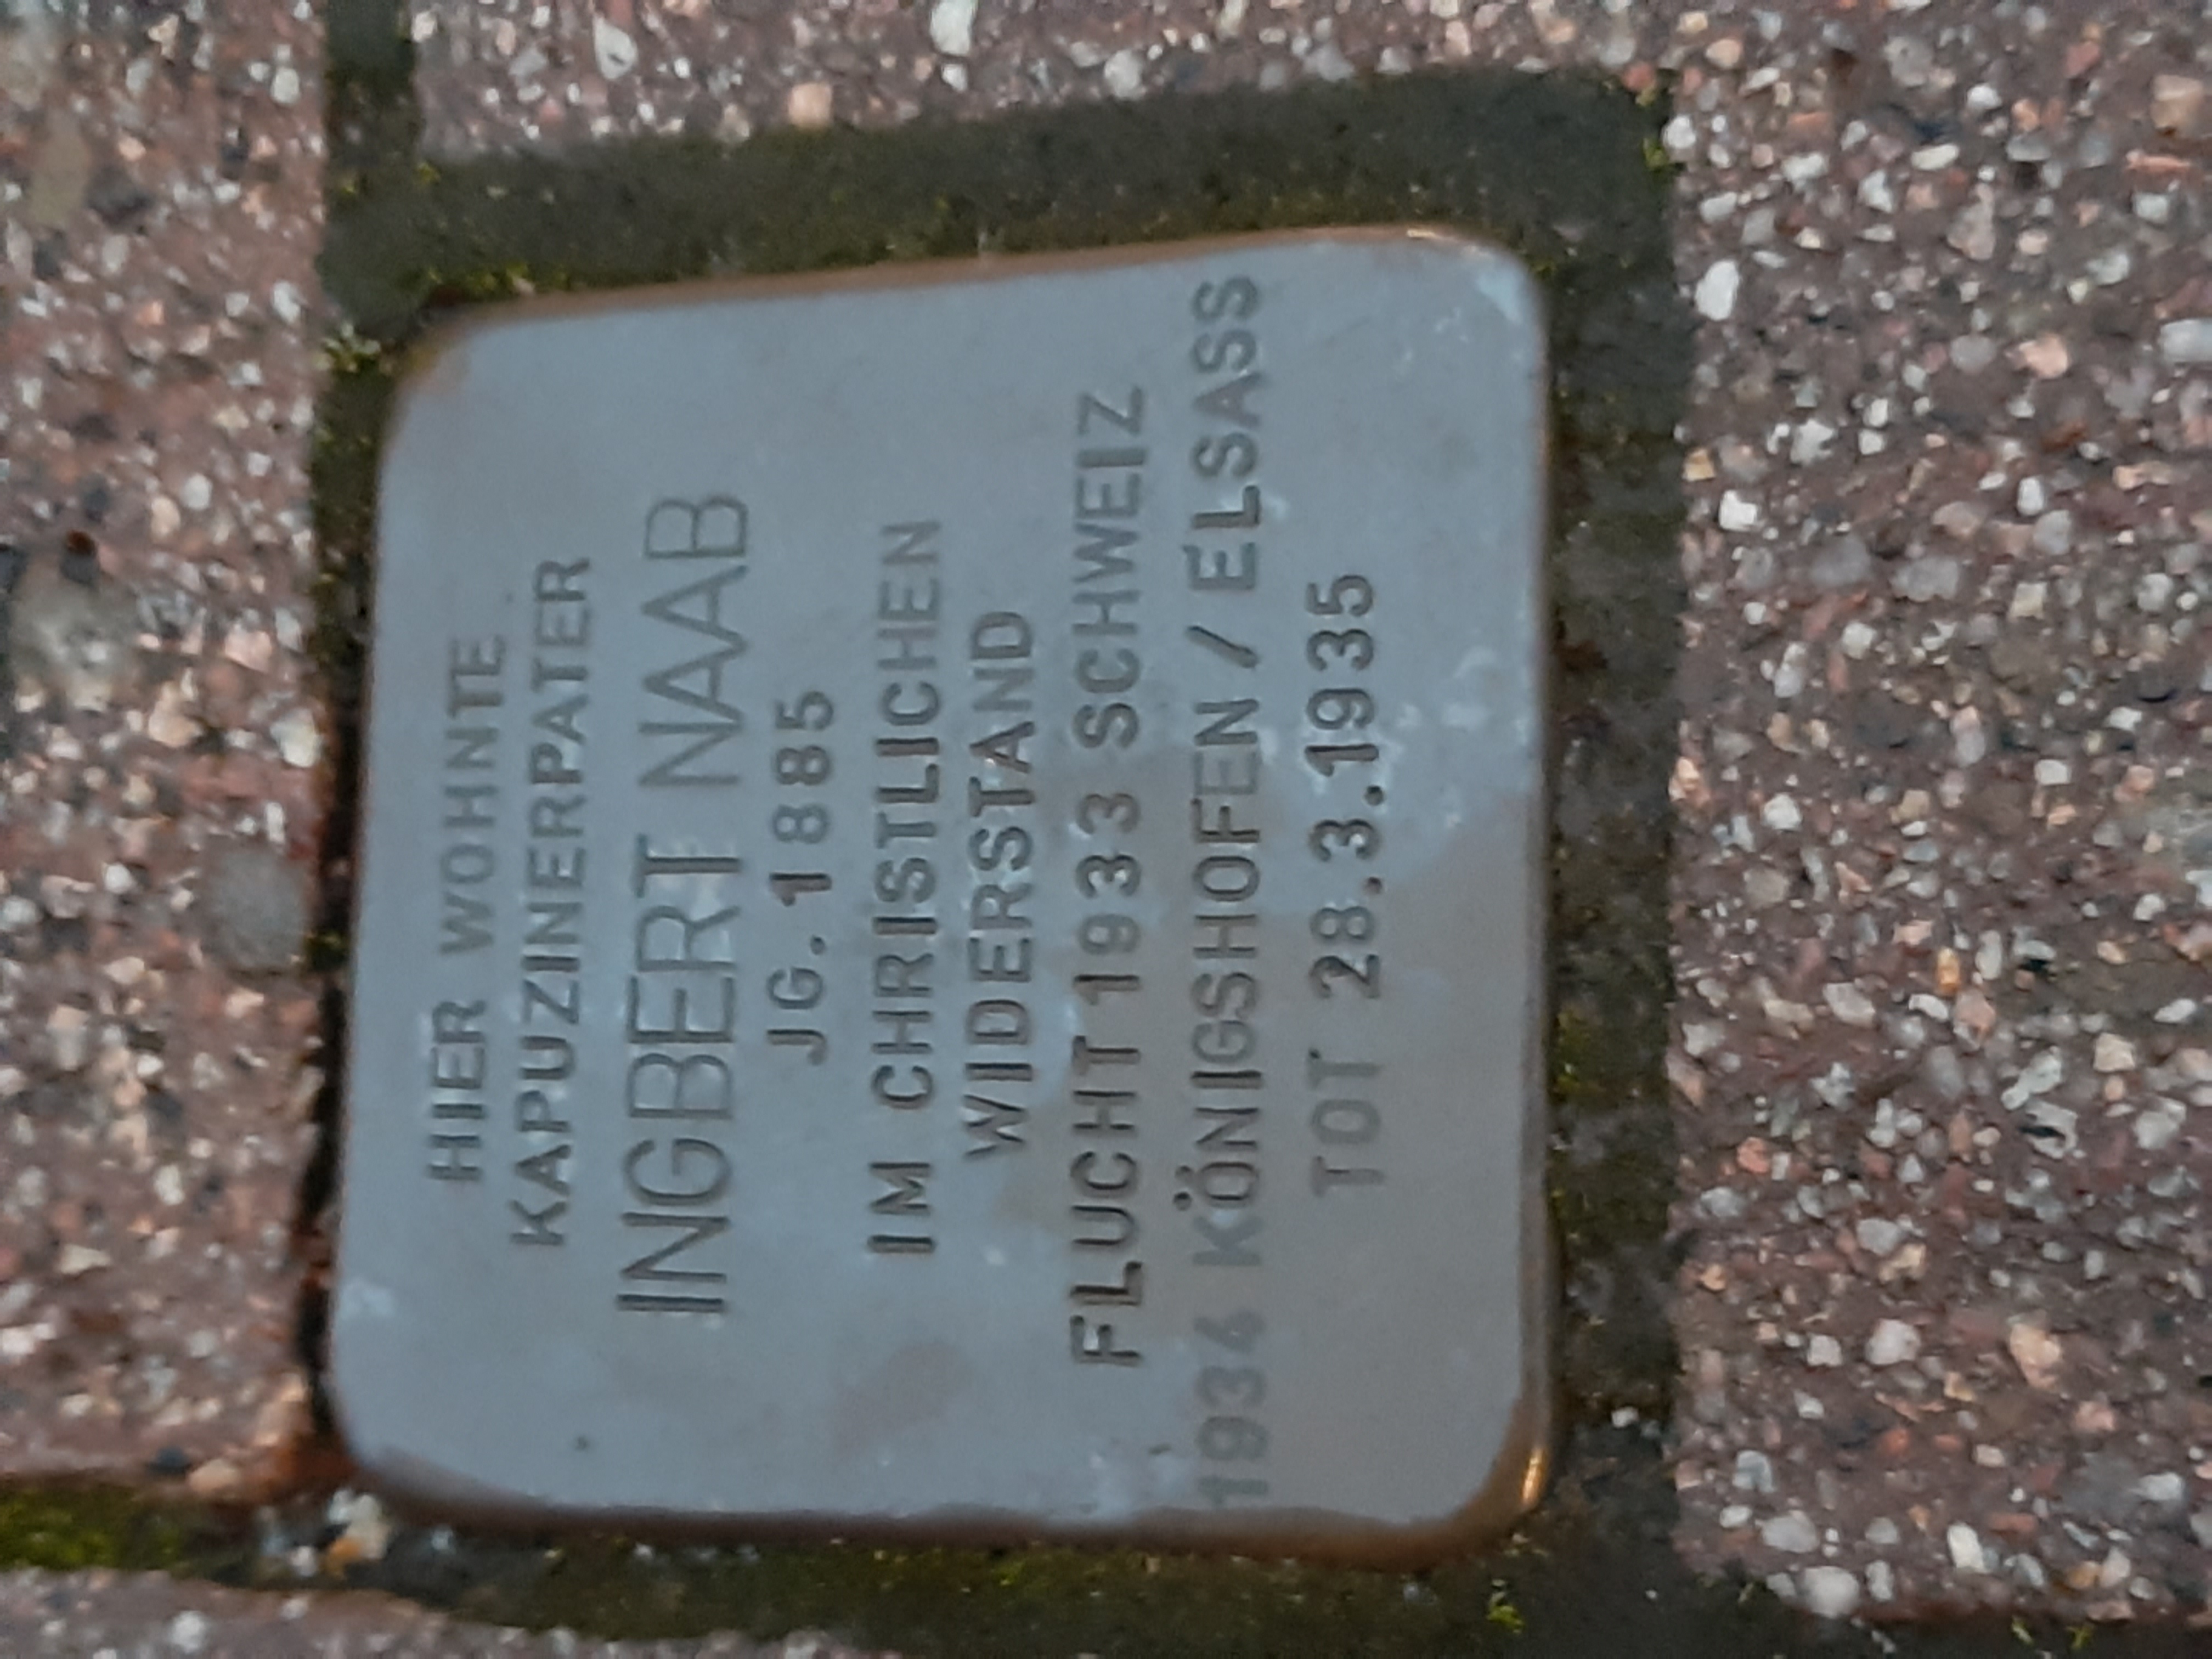 HIER WOHNTE
KAPUZINERPATER
INGBERT NAAB
JG. 1885
IM CHRISTLICHEN
WIDERSTAND
FLUCHT 1933 SCHWEIZ
1934 KÖNIGSHOFEN / ELSASS
TOT 28.3.1935